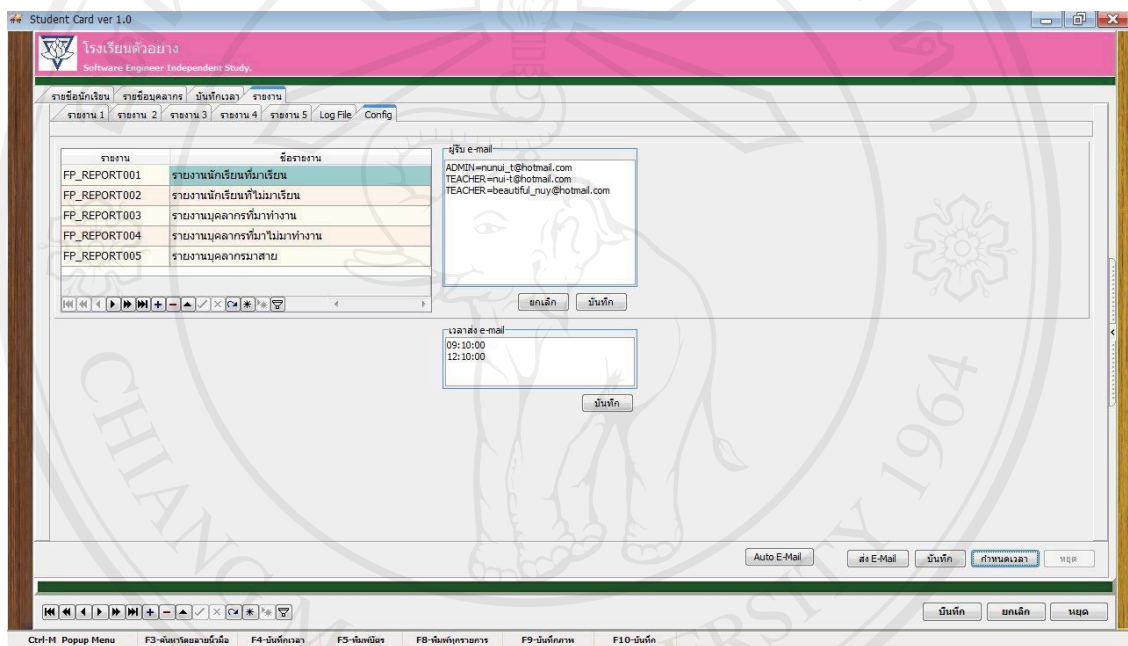 Student Card ver 1.0
โรงเรียนตัวอย่าง
Software Engineer Independent Study.
รายชื่อนักเรียน รายชื่อบุคลากร บันทึกเวลา รายงาน
รายงาน 1 รายงาน 2 รายงาน 3 รายงาน 4 รายงาน 5 Log File Config
รายงาน ชื่อรายงาน
FP_REPORT001 รายงานนักเรียนที่มาเรียน
FP_REPORT002 รายงานนักเรียนที่ไม่มาเรียน
FP_REPORT003 รายงานบุคลากรที่มาทำงาน
FP_REPORT004 รายงานบุคลากรที่มาไม่มาทำงาน
FP_REPORT005 รายงานบุคลากรมาสาย
ผู้รับ e-mail
ADMIN=nunui_t@hotmail.com
TEACHER=nui-t@hotmail.com
TEACHER=beautiful_nuy@hotmail.com
ยกเลิก บันทึก
เวลาส่ง e-mail
09:10:00
12:10:00
บันทึก
Auto E-Mail ส่ง E-Mail บันทึก กำหนดเวลา หยุด
บันทึก ยกเลิก หยุด
Ctrl-M Popup Menu F3-ค้นหาโดยลายนิ้วมือ F4-บันทึกเวลา F5-พิมพ์บัตร F8-พิมพ์ทุกรายการ F9-บันทึกภาพ F10-บันทึก
CHIANG UNIVERSITY 1964